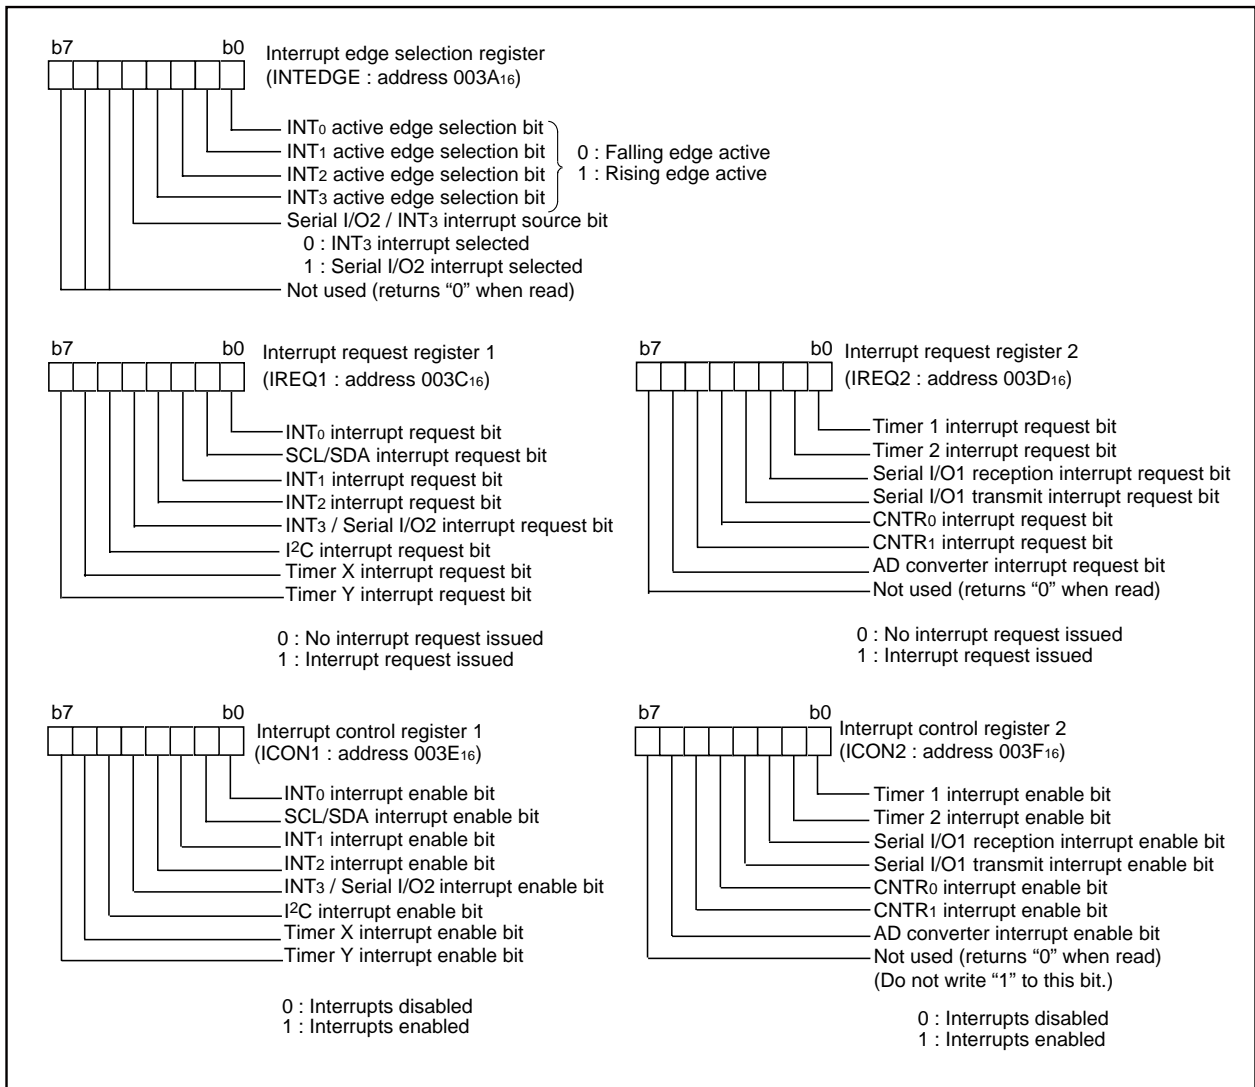 b7 b0 Interrupt edge selection register
(INTEDGE : address 003A16)
INT0 active edge selection bit
INT1 active edge selection bit
INT2 active edge selection bit
INT3 active edge selection bit
0 : Falling edge active
1 : Rising edge active
Serial I/O2 / INT3 interrupt source bit
0 : INT3 interrupt selected
1 : Serial I/O2 interrupt selected
Not used (returns “0” when read)
b7 b0 Interrupt request register 1
(IREQ1 : address 003C16)
INT0 interrupt request bit
SCL/SDA interrupt request bit
INT1 interrupt request bit
INT2 interrupt request bit
INT3 / Serial I/O2 interrupt request bit
I2C interrupt request bit
Timer X interrupt request bit
Timer Y interrupt request bit
0 : No interrupt request issued
1 : Interrupt request issued
b7 b0 Interrupt request register 2
(IREQ2 : address 003D16)
Timer 1 interrupt request bit
Timer 2 interrupt request bit
Serial I/O1 reception interrupt request bit
Serial I/O1 transmit interrupt request bit
CNTR0 interrupt request bit
CNTR1 interrupt request bit
AD converter interrupt request bit
Not used (returns “0” when read)
0 : No interrupt request issued
1 : Interrupt request issued
b7 b0 Interrupt control register 1
(ICON1 : address 003E16)
INT0 interrupt enable bit
SCL/SDA interrupt enable bit
INT1 interrupt enable bit
INT2 interrupt enable bit
INT3 / Serial I/O2 interrupt enable bit
I2C interrupt enable bit
Timer X interrupt enable bit
Timer Y interrupt enable bit
0 : Interrupts disabled
1 : Interrupts enabled
b7 b0 Interrupt control register 2
(ICON2 : address 003F16)
Timer 1 interrupt enable bit
Timer 2 interrupt enable bit
Serial I/O1 reception interrupt enable bit
Serial I/O1 transmit interrupt enable bit
CNTR0 interrupt enable bit
CNTR1 interrupt enable bit
AD converter interrupt enable bit
Not used (returns “0” when read)
(Do not write “1” to this bit.)
0 : Interrupts disabled
1 : Interrupts enabled